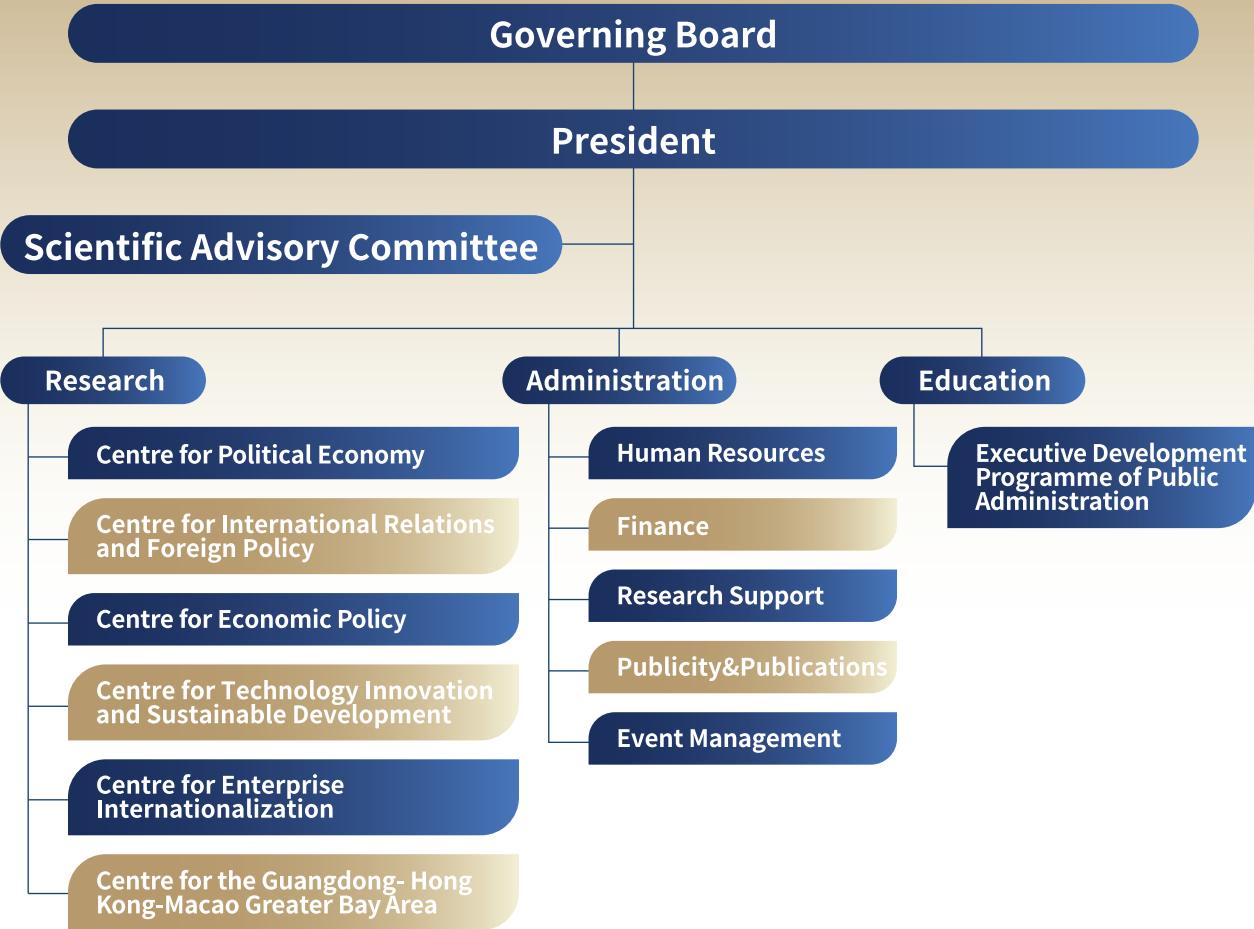 Governing Board
President
Scientific Advisory Committee
Research
Administration
Education
Centre for Political Economy
Centre for International Relations
and Foreign Policy
Centre for Economic Policy
Centre for Technology Innovation
and Sustainable Development
Centre for Enterprise
Internationalization
Centre for the Guangdong- Hong
Kong-Macao Greater Bay Area
Human Resources
Finance
Research Support
Publicity&Publications
Event Management
Executive Development
Programme of Public
Administration